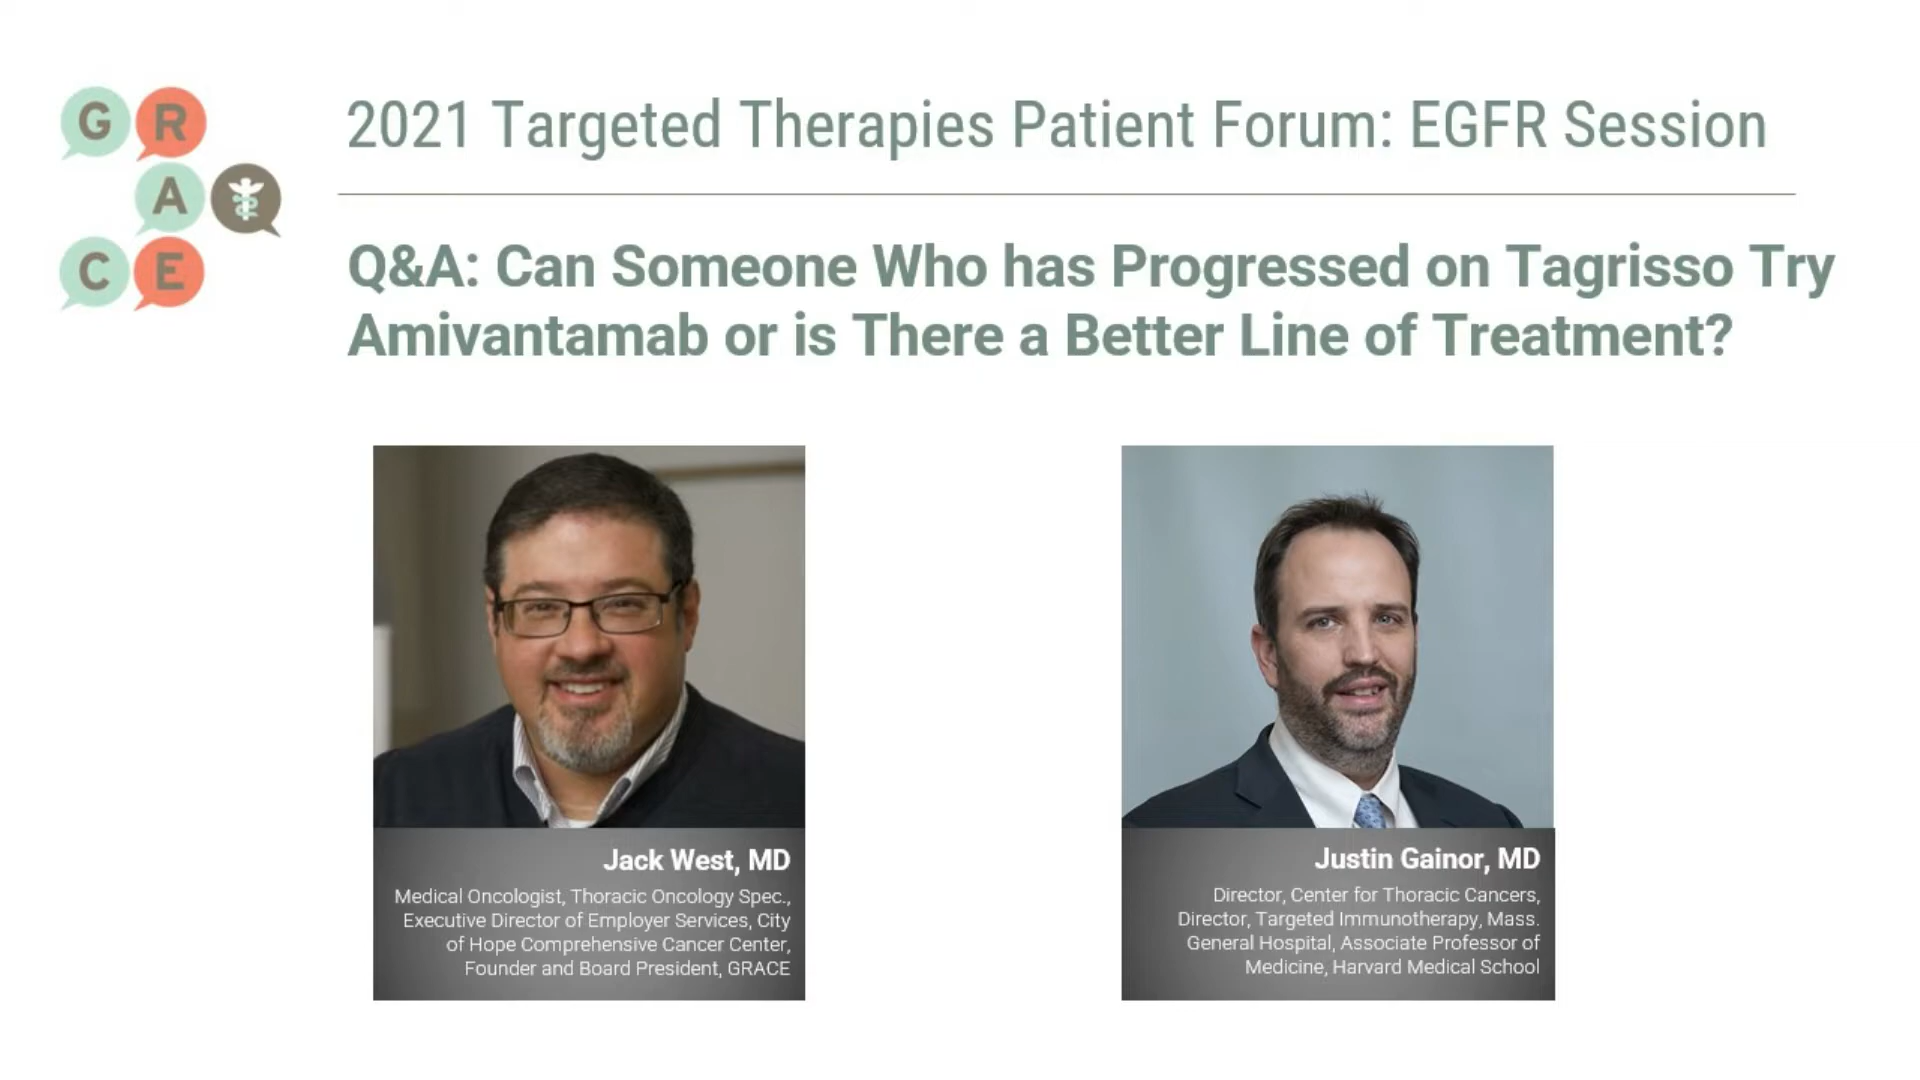 G R
A
C E
2021 Targeted Therapies Patient Forum: EGFR Session
Q&A: Can Someone Who has Progressed on Tagrisso Try
Amivantamab or is There a Better Line of Treatment?
Jack West, MD
Medical Oncologist, Thoracic Oncology Spec.,
Executive Director of Employer Services, City
of Hope Comprehensive Cancer Center,
Founder and Board President, GRACE
Justin Gainor, MD
Director, Center for Thoracic Cancers,
Director, Targeted Immunotherapy, Mass.
General Hospital, Associate Professor of
Medicine, Harvard Medical School